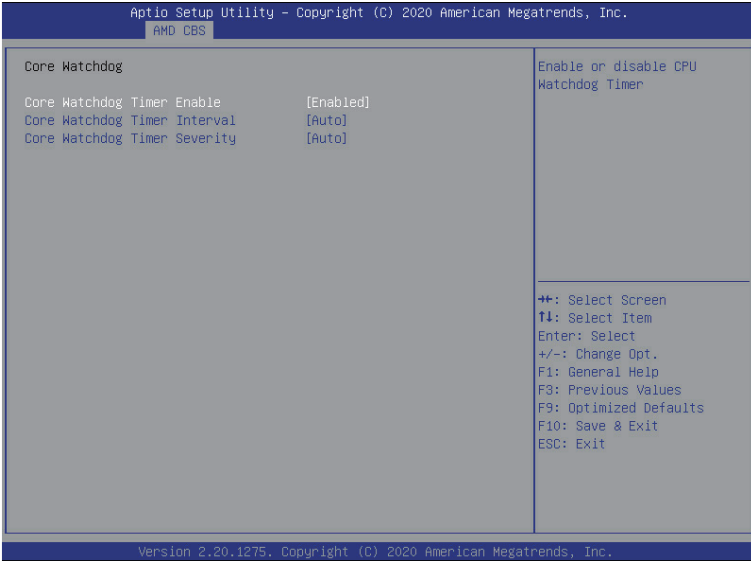 Aptio Setup Utility – Copyright (C) 2020 American Megatrends, Inc.
AMD CBS
Core Watchdog
Core Watchdog Timer Enable [Enabled]
Core Watchdog Timer Interval [Auto]
Core Watchdog Timer Severity [Auto]
Enable or disable CPU
Watchdog Timer
→←: Select Screen
↑↓: Select Item
Enter: Select
+/-: Change Opt.
F1: General Help
F3: Previous Values
F9: Optimized Defaults
F10: Save & Exit
ESC: Exit
Version 2.20.1275. Copyright (C) 2020 American Megatrends, Inc.